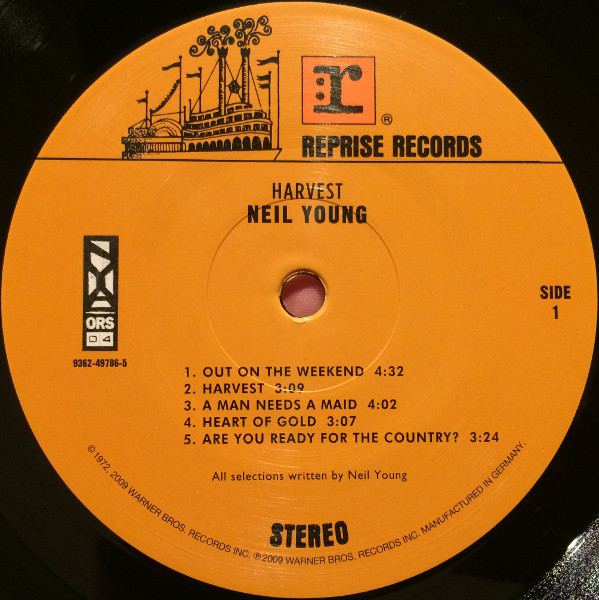 r
®
REPRISE RECORDS
HARVEST
NEIL YOUNG
NYA
ORS
04
9362-49786-5
SIDE
1
1. OUT ON THE WEEKEND 4:32
2. HARVEST 3:09
3. A MAN NEEDS A MAID 4:02
4. HEART OF GOLD 3:07
5. ARE YOU READY FOR THE COUNTRY? 3:24
All selections written by Neil Young
STEREO
© 1972, 2009 WARNER BROS. RECORDS INC. ℗ 2009 WARNER BROS. RECORDS INC. MANUFACTURED IN GERMANY.